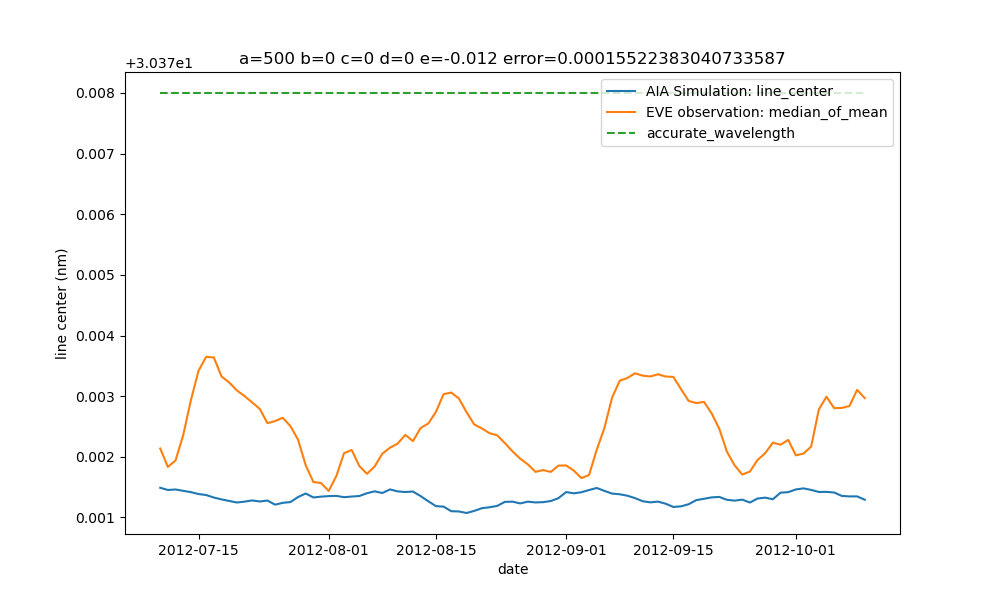 a=500 b=0 c=0 d=0 e=-0.012 error=0.00015522383040733587
+3.037e1
0.008
0.007
0.006
0.005
0.004
0.003
0.002
0.001
line center (nm)
AIA Simulation: line_center
EVE observation: median_of_mean
accurate_wavelength
2012-07-15
2012-08-01
2012-08-15
2012-09-01
2012-09-15
2012-10-01
date